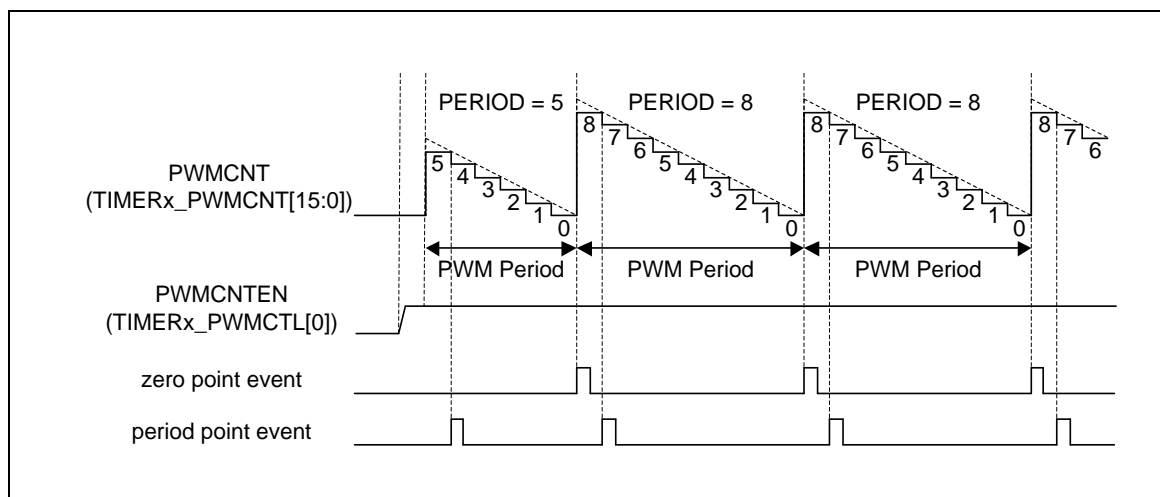 PERIOD = 5 PERIOD = 8 PERIOD = 8
8 7 6 5 4 3 2 1 0
8 7 6 5 4 3 2 1 0
8 7 6
5 4 3 2 1 0
PWMCNT
(TIMERx_PWMCNT[15:0])
PWM Period PWM Period PWM Period
PWMCNTEN
(TIMERx_PWMCTL[0])
zero point event
period point event